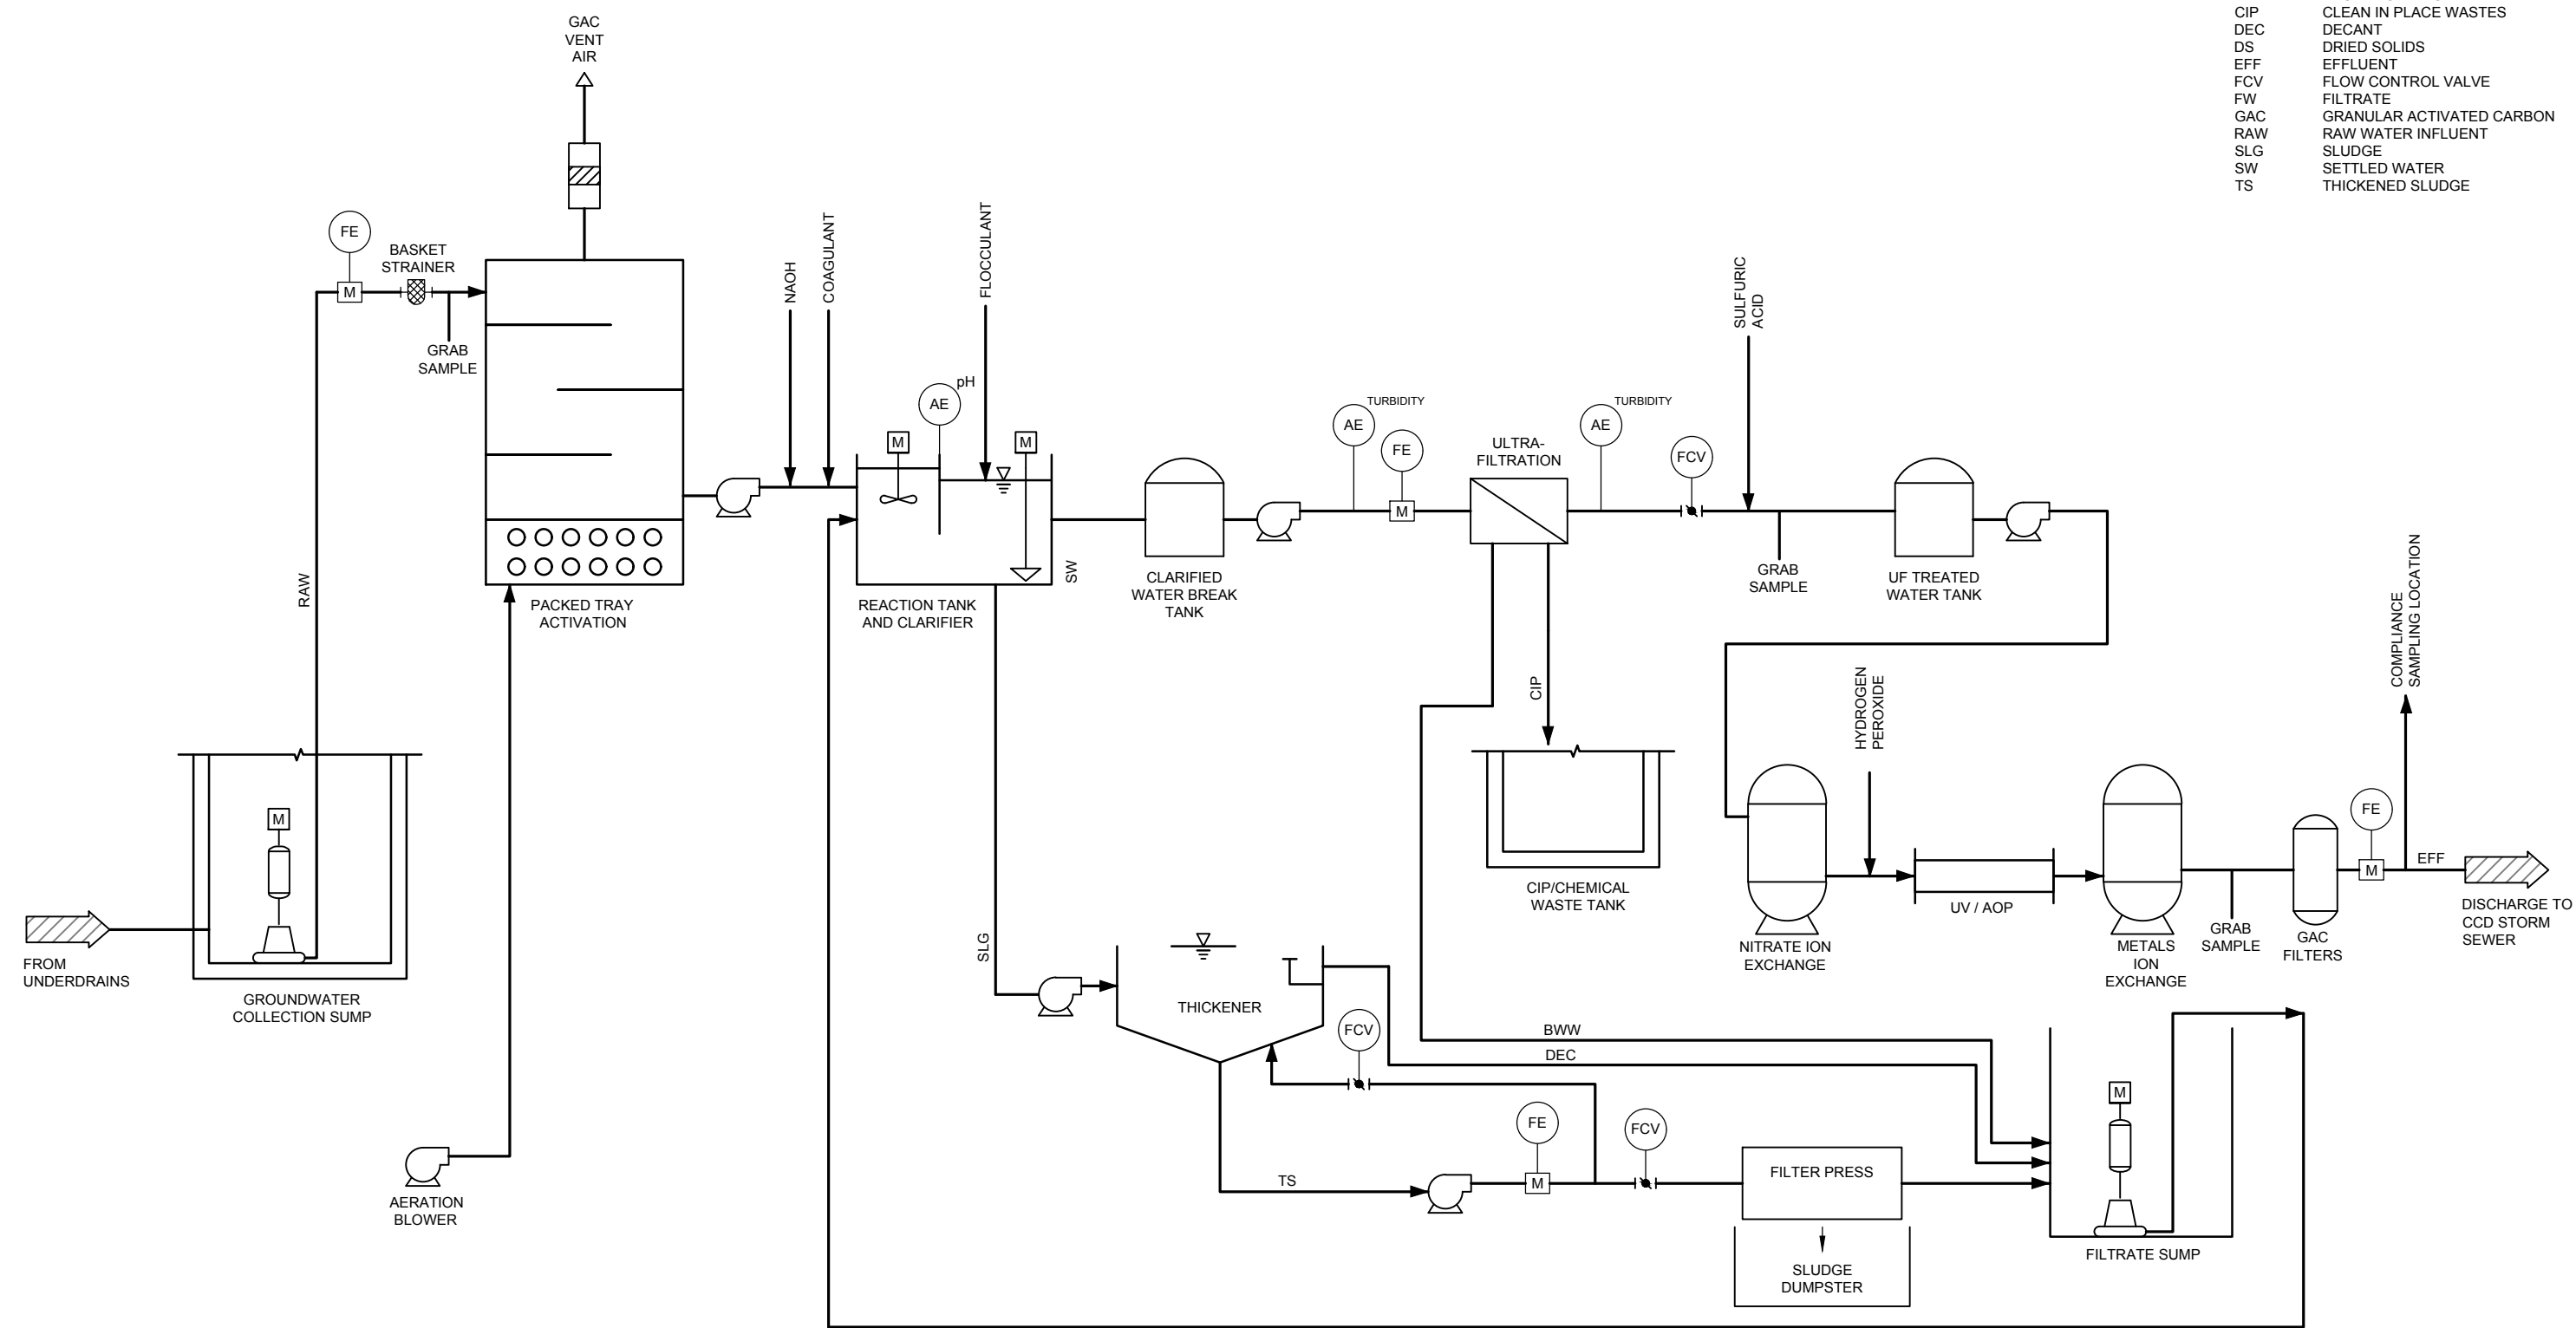 CIP CLEAN IN PLACE WASTES
DEC DECANT
DS DRIED SOLIDS
EFF EFFLUENT
FCV FLOW CONTROL VALVE
FW FILTRATE
GAC GRANULAR ACTIVATED CARBON
RAW RAW WATER INFLUENT
SLG SLUDGE
SW SETTLED WATER
TS THICKENED SLUDGE
GAC
VENT
AIR
FE
M
BASKET
STRAINER
GRAB
SAMPLE
RAW
PACKED TRAY
ACTIVATION
NAOH
COAGULANT
FLOCCULANT
AE
pH
M
M
REACTION TANK
AND CLARIFIER
SW
CLARIFIED
WATER BREAK
TANK
AE
TURBIDITY
FE
M
ULTRA-
FILTRATION
AE
TURBIDITY
FCV
SULFURIC
ACID
GRAB
SAMPLE
UF TREATED
WATER TANK
CIP
CIP/CHEMICAL
WASTE TANK
HYDROGEN
PEROXIDE
NITRATE ION
EXCHANGE
UV / AOP
METALS
ION
EXCHANGE
GRAB
SAMPLE
GAC
FILTERS
FE
M
COMPLIANCE
SAMPLING LOCATION
EFF
DISCHARGE TO
CCD STORM
SEWER
M
FROM
UNDERDRAINS
GROUNDWATER
COLLECTION SUMP
SLG
THICKENER
FCV
BWW
DEC
AERATION
BLOWER
TS
FE
M
FCV
FILTER PRESS
SLUDGE
DUMPSTER
M
FILTRATE SUMP